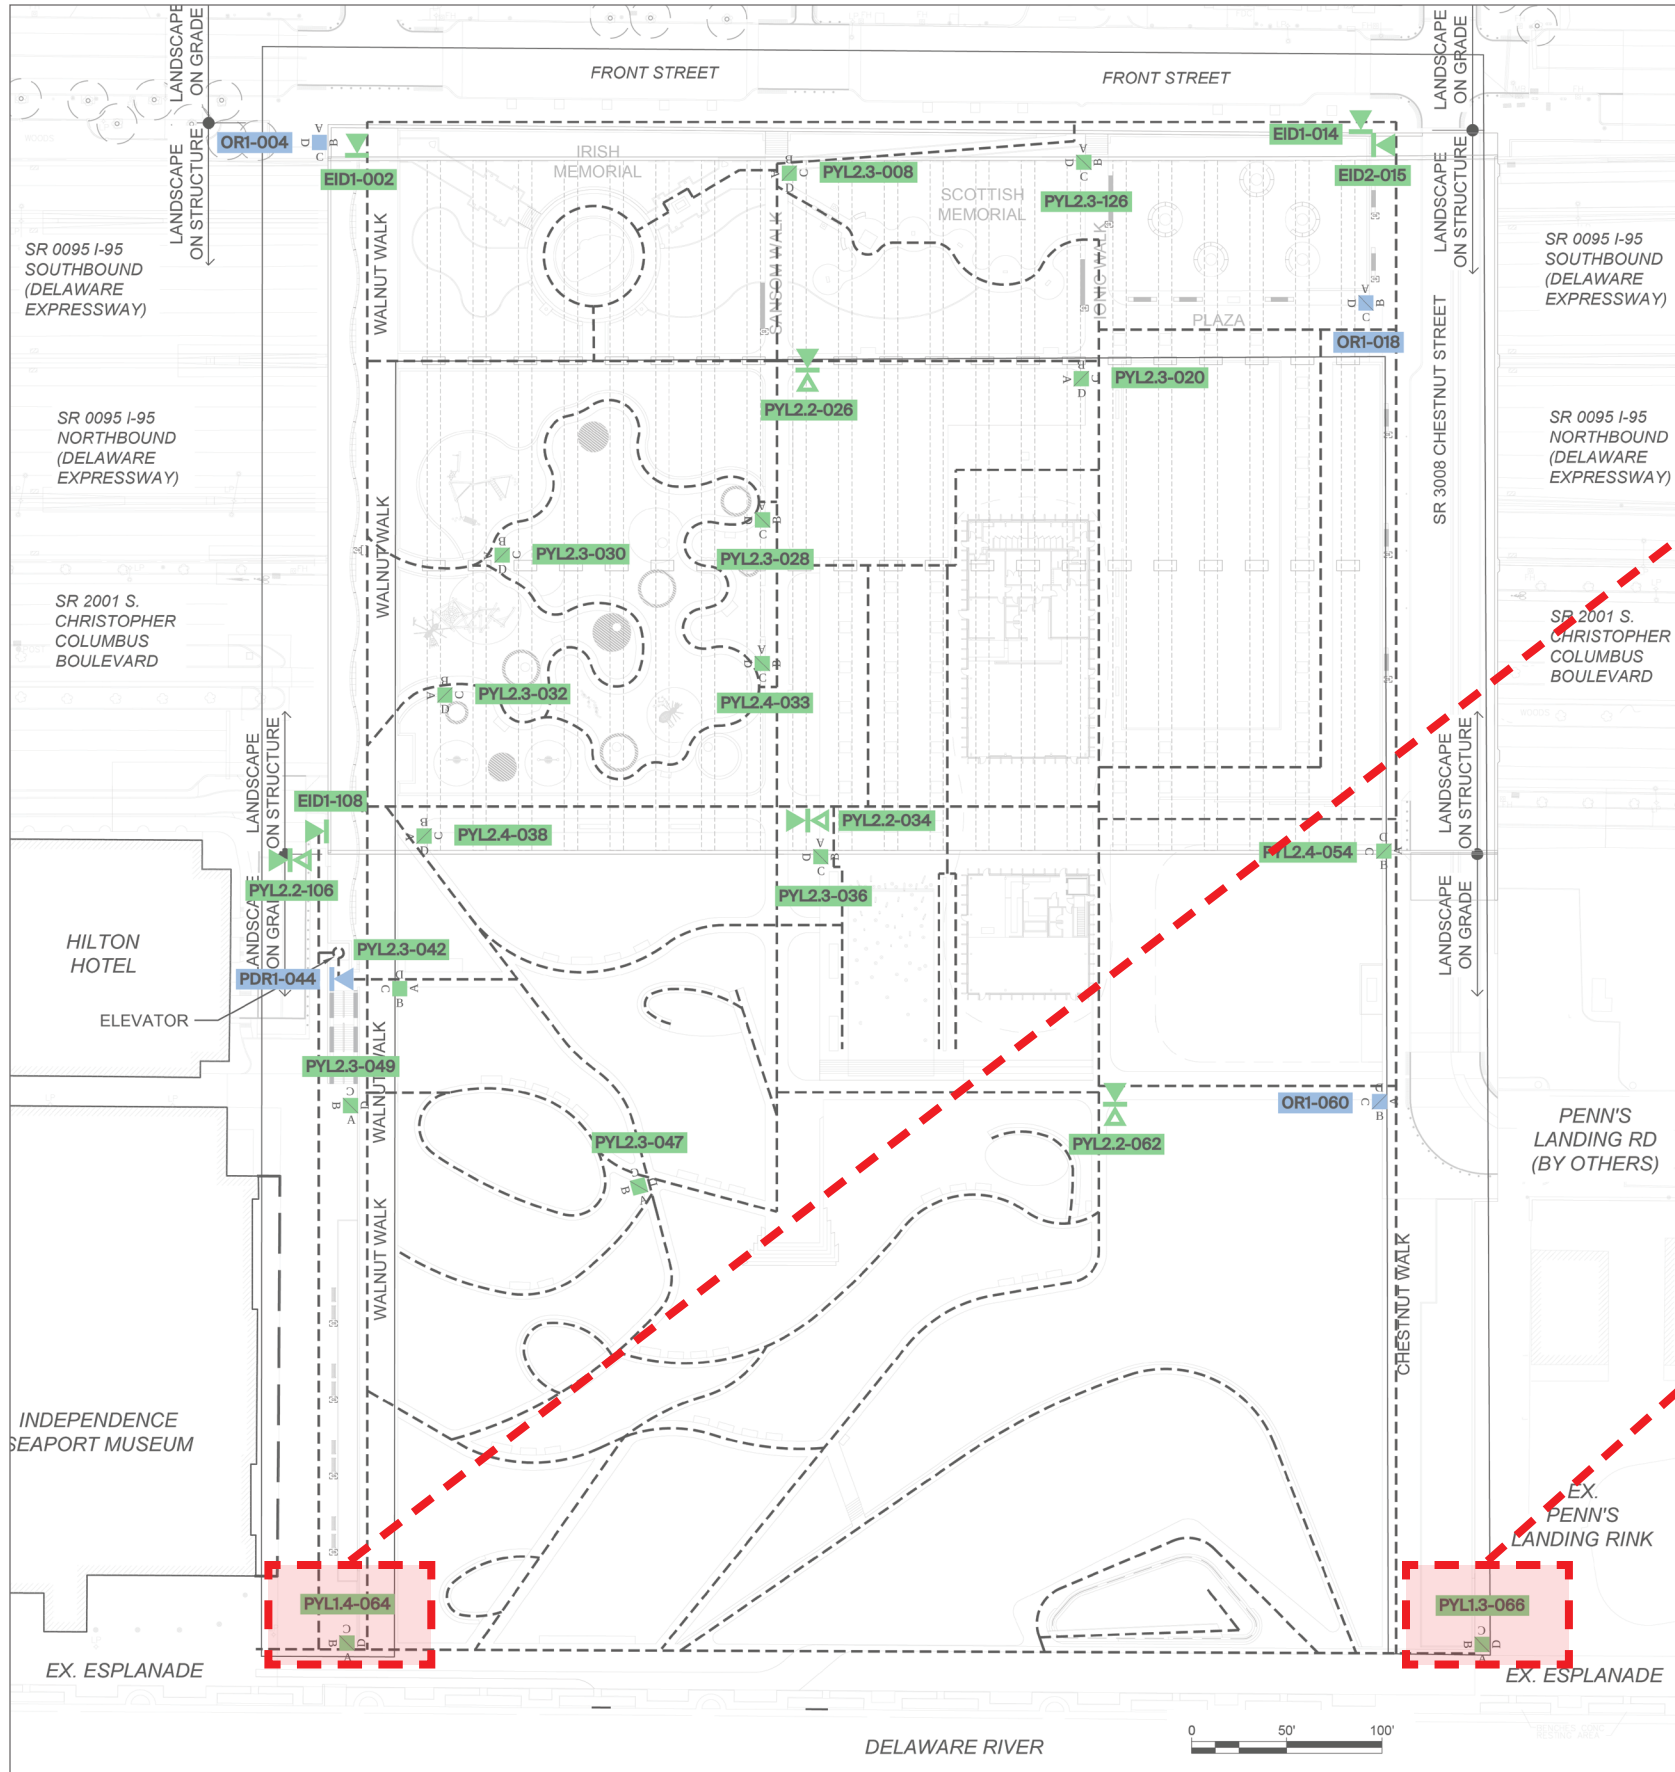 LANDSCAPE
ON GRADE
LANDSCAPE
ON STRUCTURE
FRONT STREET
FRONT STREET
LANDSCAPE
ON GRADE
LANDSCAPE
ON STRUCTURE
OR1-004
A
B
C
D
EID1-002
IRISH
MEMORIAL
B
A
C
D
PYL2.3-008
SCOTTISH
MEMORIAL
A
D
B
C
PYL2.3-126
EID1-014
EID2-015
WALNUT WALK
SANSOM WALK
IONIC WALK
PLAZA
A
D
B
C
OR1-018
SR 0095 I-95
SOUTHBOUND
(DELAWARE
EXPRESSWAY)
SR 0095 I-95
SOUTHBOUND
(DELAWARE
EXPRESSWAY)
SR 3008 CHESTNUT STREET
PYL2.2-026
B
A
C
D
PYL2.3-020
SR 0095 I-95
NORTHBOUND
(DELAWARE
EXPRESSWAY)
SR 0095 I-95
NORTHBOUND
(DELAWARE
EXPRESSWAY)
WALNUT WALK
B
A
C
D
PYL2.3-030
A
D
B
C
PYL2.3-028
SR 2001 S.
CHRISTOPHER
COLUMBUS
BOULEVARD
SR 2001 S.
CHRISTOPHER
COLUMBUS
BOULEVARD
B
A
C
D
PYL2.3-032
A
D
B
C
PYL2.4-033
LANDSCAPE
ON STRUCTURE
LANDSCAPE
ON STRUCTURE
EID1-108
B
A
C
D
PYL2.4-038
PYL2.2-034
A
D
B
C
PYL2.3-036
PYL2.4-054
D
C
A
B
PYL2.2-106
LANDSCAPE
ON GRADE
LANDSCAPE
ON GRADE
HILTON
HOTEL
PYL2.3-042
PDR1-044
D
C
A
B
ELEVATOR
PYL2.3-049
C
B
D
A
WALNUT WALK
PYL2.3-047
C
B
D
A
PYL2.2-062
OR1-060
D
C
A
B
PENN'S
LANDING RD
(BY OTHERS)
WALNUT WALK
CHESTNUT WALK
INDEPENDENCE
SEAPORT MUSEUM
EX.
PENN'S
LANDING RINK
PYL1.4-064
C
B
D
A
PYL1.3-066
C
B
D
A
EX. ESPLANADE
EX. ESPLANADE
DELAWARE RIVER
0 50' 100'